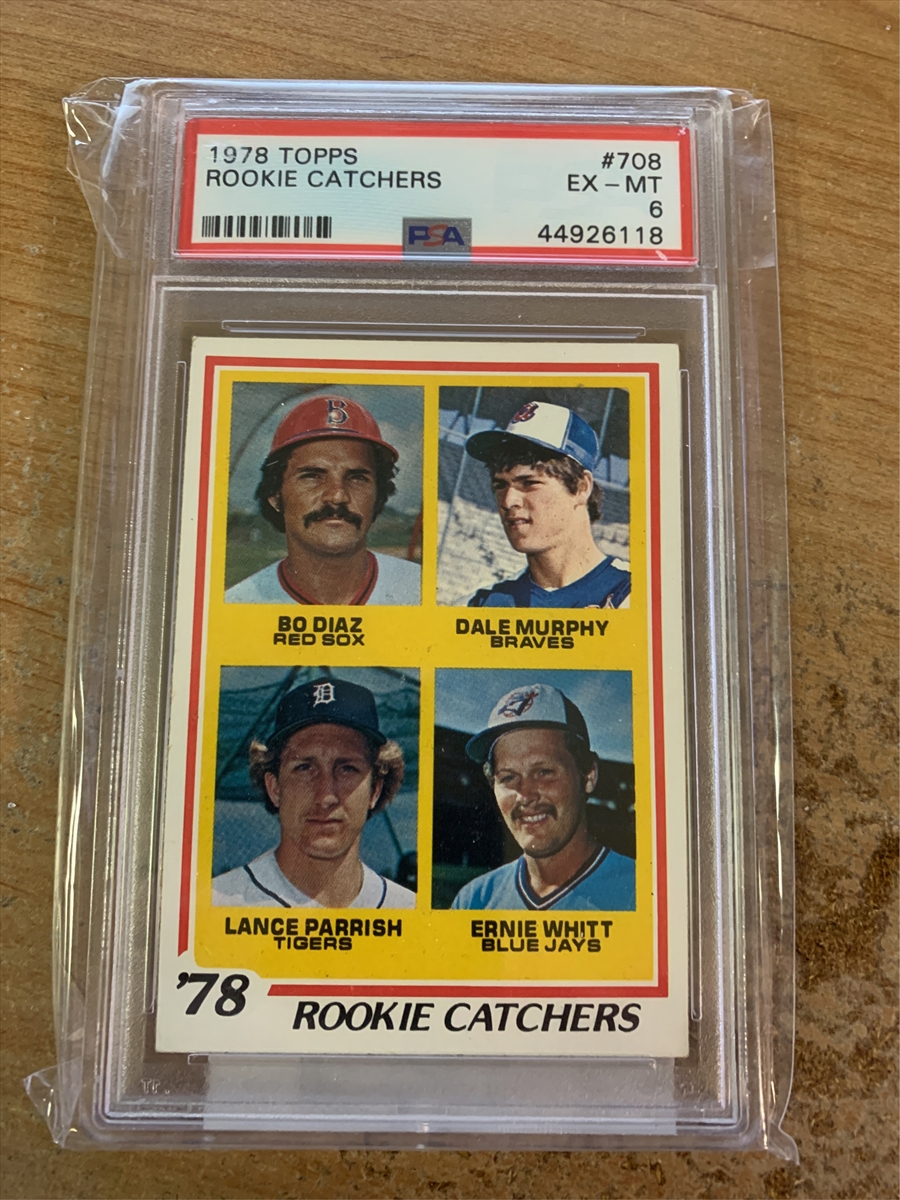 1978 TOPPS #708
ROOKIE CATCHERS EX - MT
6
PSA 44926118
B
BO DIAZ DALE MURPHY
RED SOX BRAVES
D
LANCE PARRISH ERNIE WHITT
TIGERS BLUE JAYS
'78 ROOKIE CATCHERS